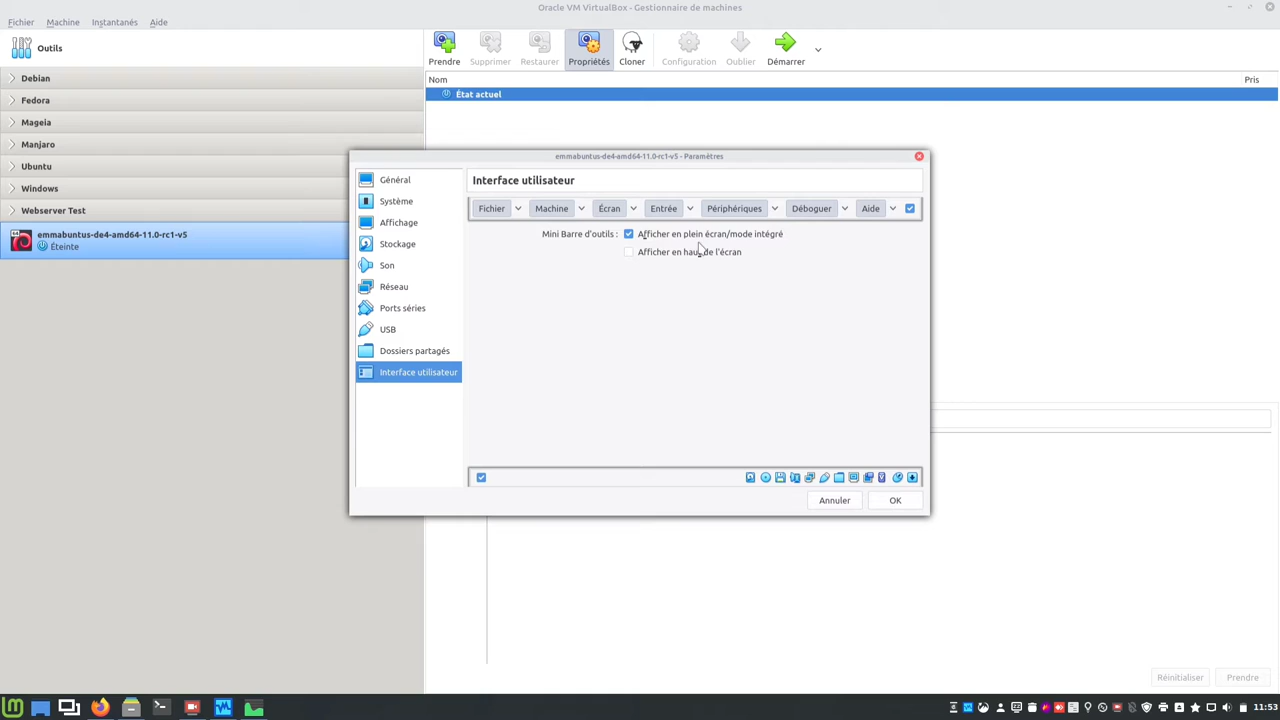 Oracle VM VirtualBox - Gestionnaire de machines
Fichier Machine Instantanés Aide
Outils
Prendre Supprimer Restaurer Propriétés Cloner Configuration Oublier Démarrer
Nom Pris
État actuel
Debian
Fedora
Mageia
Manjaro
Ubuntu
Windows
Webserver Test
emmabuntus-de4-amd64-11.0-rc1-v5
Éteinte
emmabuntus-de4-amd64-11.0-rc1-v5 - Paramètres
Général
Système
Affichage
Stockage
Son
Réseau
Ports séries
USB
Dossiers partagés
Interface utilisateur
Interface utilisateur
Fichier Machine Écran Entrée Périphériques Déboguer Aide
Mini Barre d'outils : Afficher en plein écran/mode intégré
Afficher en haut de l'écran
Annuler OK
Réinitialiser Prendre
11:53